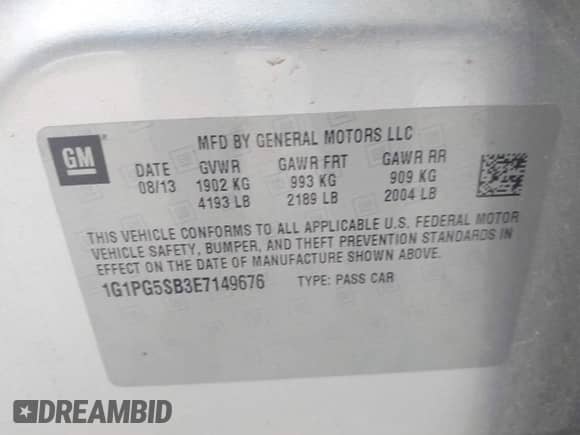 GM
MFD BY GENERAL MOTORS LLC
DATE GVWR GAWR FRT GAWR RR
08/13 1902 KG 993 KG 909 KG
4193 LB 2189 LB 2004 LB
THIS VEHICLE CONFORMS TO ALL APPLICABLE U.S. FEDERAL MOTOR
VEHICLE SAFETY, BUMPER, AND THEFT PREVENTION STANDARDS IN
EFFECT ON THE DATE OF MANUFACTURE SHOWN ABOVE.
1G1PG5SB3E7149676 TYPE: PASS CAR
DREAMBID